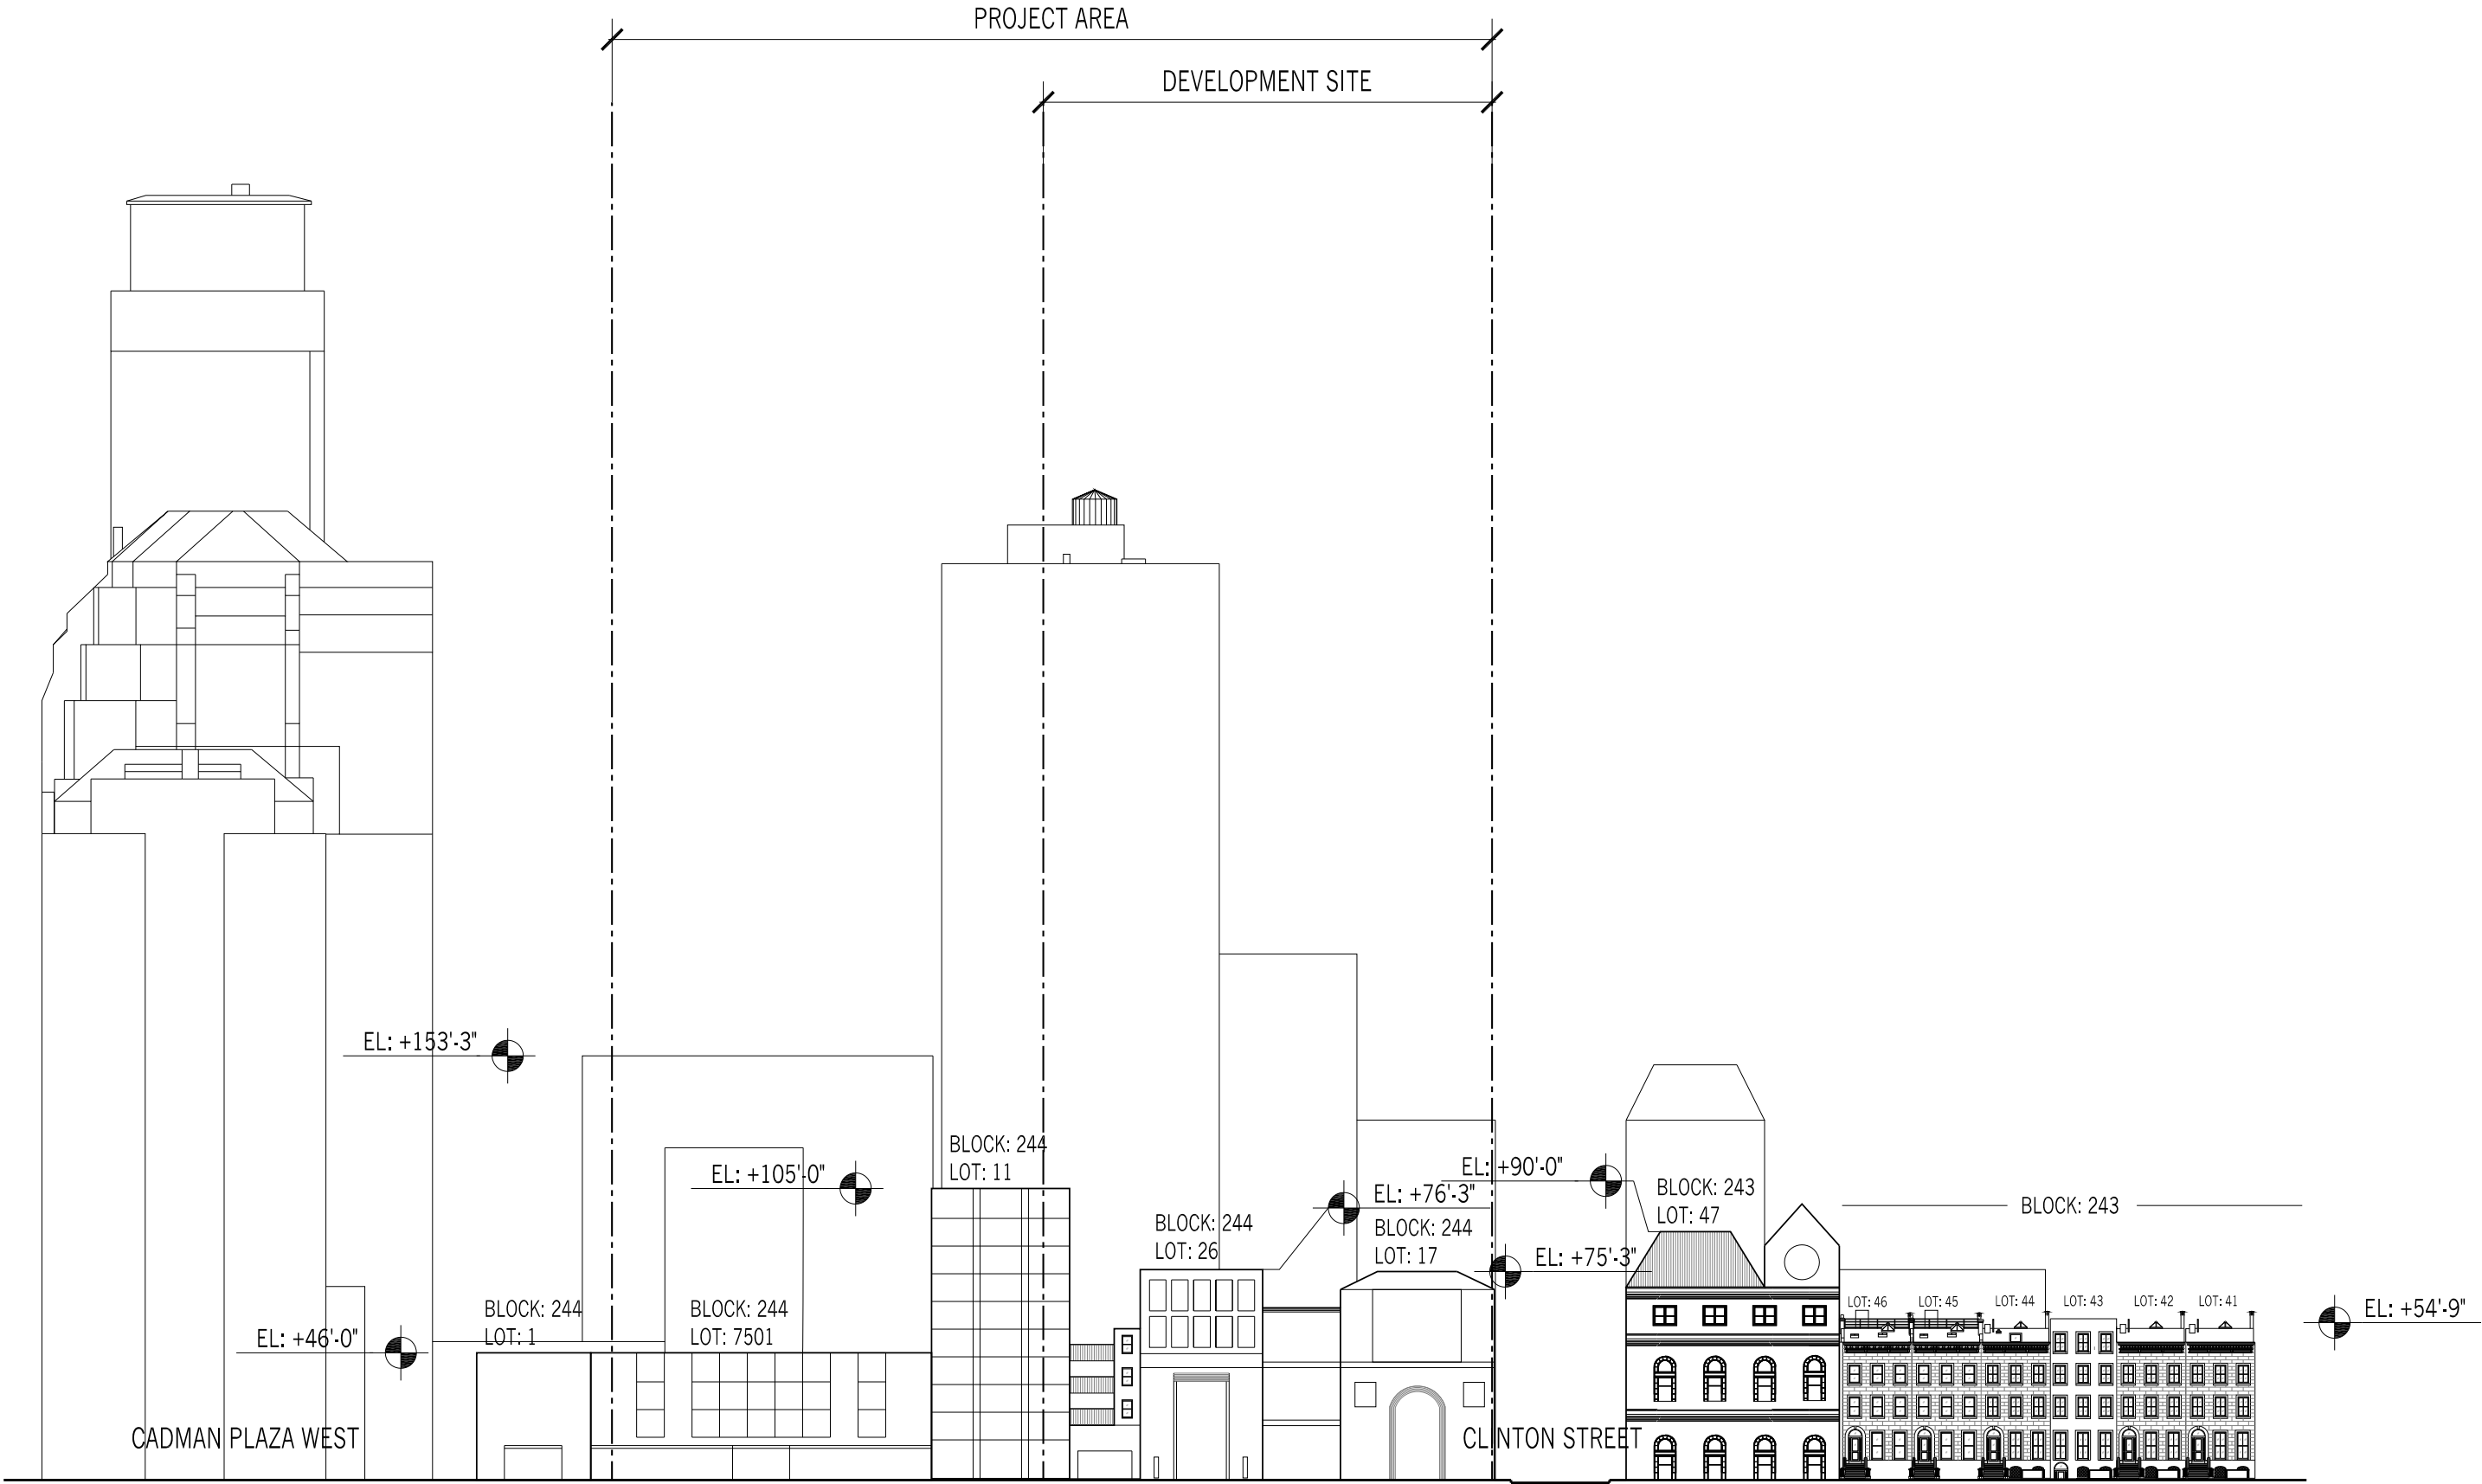 PROJECT AREA
DEVELOPMENT SITE
EL: +153'-3"
BLOCK: 244
LOT: 11
EL: +105'-0"
EL: +90'-0"
EL: +76'-3"
BLOCK: 243
LOT: 47
BLOCK: 243
BLOCK: 244
LOT: 26
BLOCK: 244
LOT: 17
EL: +75'-3"
BLOCK: 244
LOT: 1
BLOCK: 244
LOT: 7501
LOT: 46
LOT: 45
LOT: 44
LOT: 43
LOT: 42
LOT: 41
EL: +54'-9"
EL: +46'-0"
CADMAN PLAZA WEST
CLINTON STREET